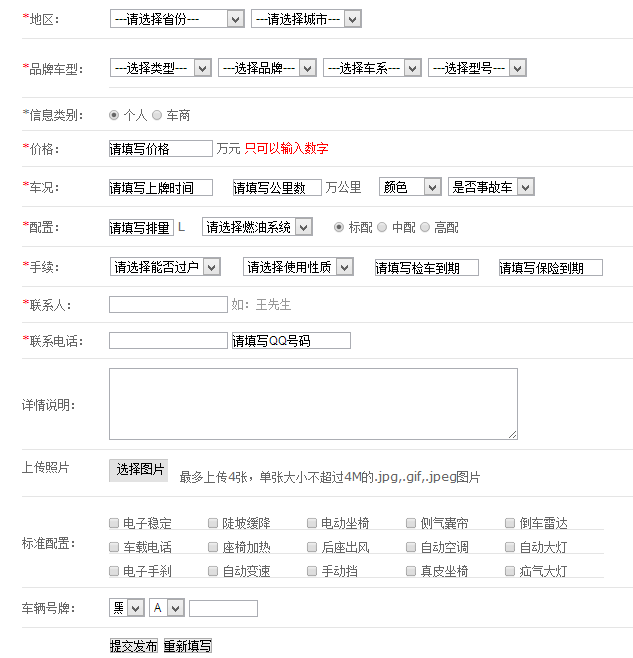 *地区： ---请选择省份--- ---请选择城市---
*品牌车型： ---选择类型--- ---选择品牌--- ---选择车系--- ---选择型号---
*信息类别： 个人 车商
*价格： 请填写价格 万元 只可以输入数字
*车况： 请填写上牌时间 请填写公里数 万公里 颜色 是否事故车
*配置： 请填写排量 L 请选择燃油系统 标配 中配 高配
*手续： 请选择能否过户 请选择使用性质 请填写检车到期 请填写保险到期
*联系人： 如：王先生
*联系电话： 请填写QQ号码
详情说明：
上传照片 选择图片 最多上传4张，单张大小不超过4M的.jpg,.gif,.jpeg图片
标准配置： 电子稳定 陡坡缓降 电动坐椅 侧气囊帘 倒车雷达
车载电话 座椅加热 后座出风 自动空调 自动大灯
电子手刹 自动变速 手动挡 真皮坐椅 疝气大灯
车辆号牌： 黑 A
提交发布 重新填写